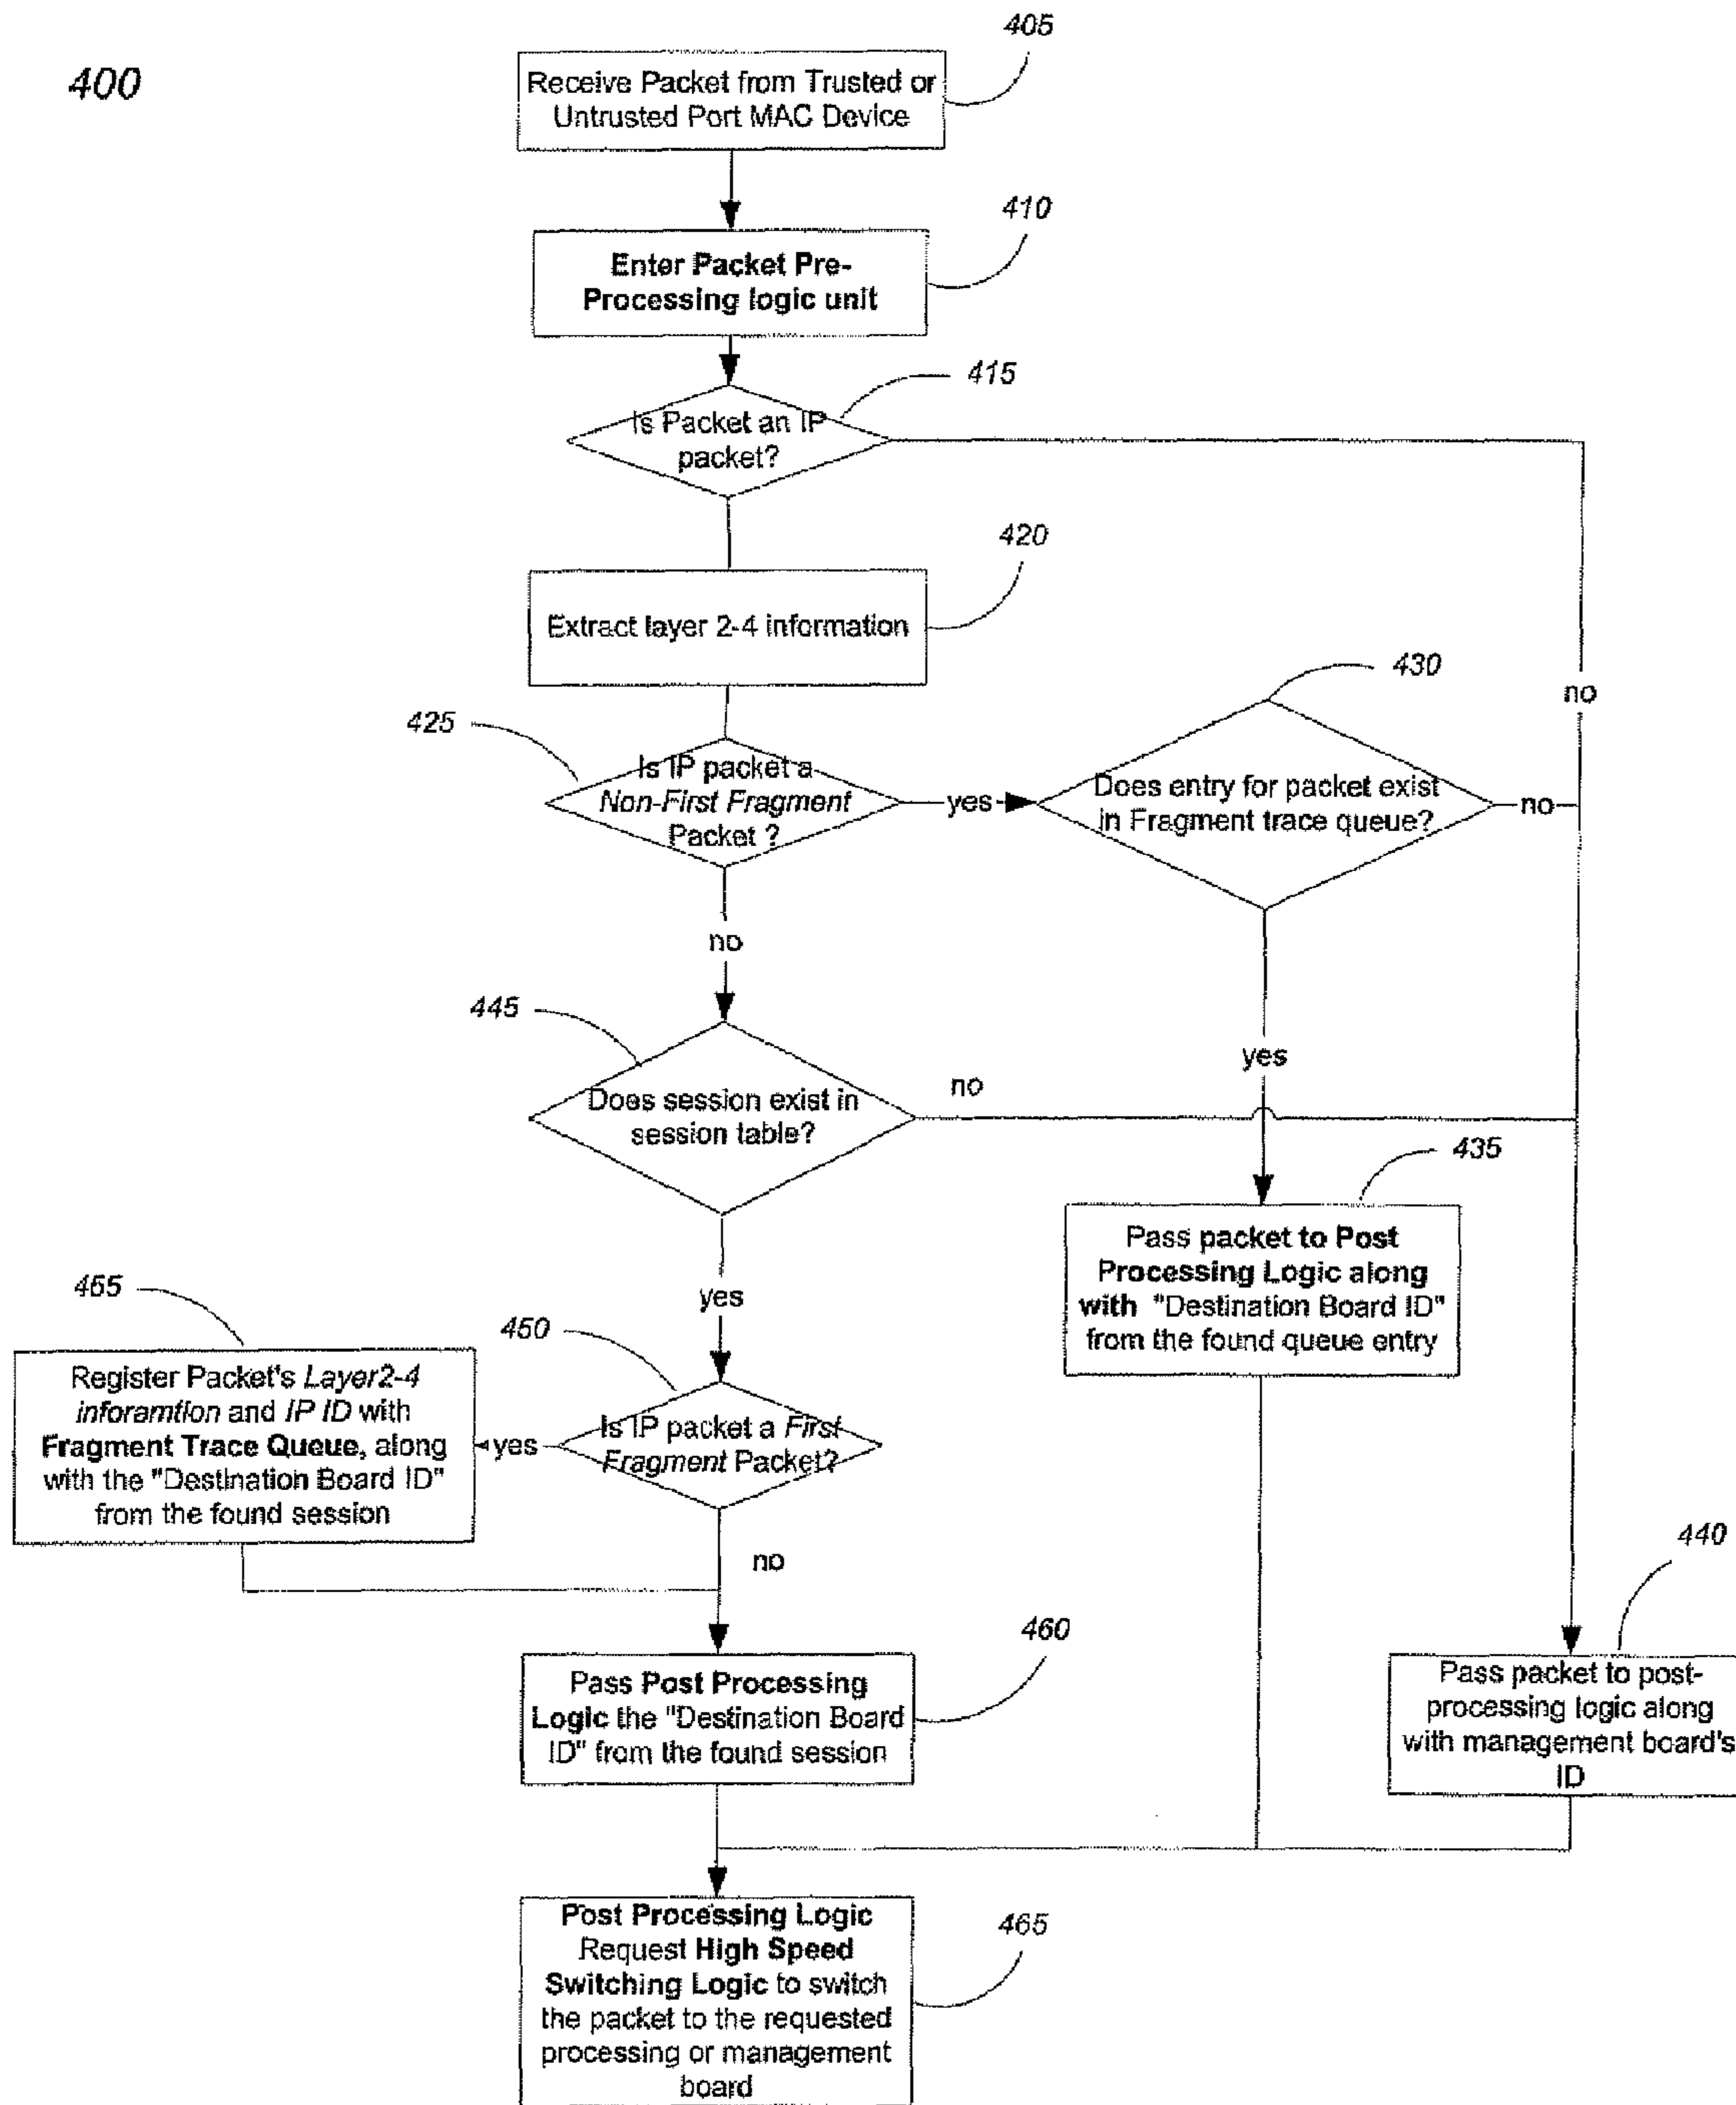 400
405
Receive Packet from Trusted or
Untrusted Port MAC Device
410
Enter Packet Pre-
Processing logic unit
415
Is Packet an IP
packet?
420
Extract layer 2-4 information
430
no
425
Is IP packet a
Non-First Fragment
Packet ?
yes
Does entry for packet exist
in Fragment trace queue?
no
no
445
yes
Does session exist in
session table?
no
435
Pass packet to Post
Processing Logic along
with "Destination Board ID"
from the found queue entry
455
yes
450
Register Packet's Layer2-4
inforamtion and IP ID with
Fragment Trace Queue, along
with the "Destination Board ID"
from the found session
yes
Is IP packet a First
Fragment Packet?
no
440
460
Pass Post Processing
Logic the "Destination Board
ID" from the found session
Pass packet to post-
processing logic along
with management board's
ID
Post Processing Logic
Request High Speed
Switching Logic to switch
the packet to the requested
processing or management
board
465